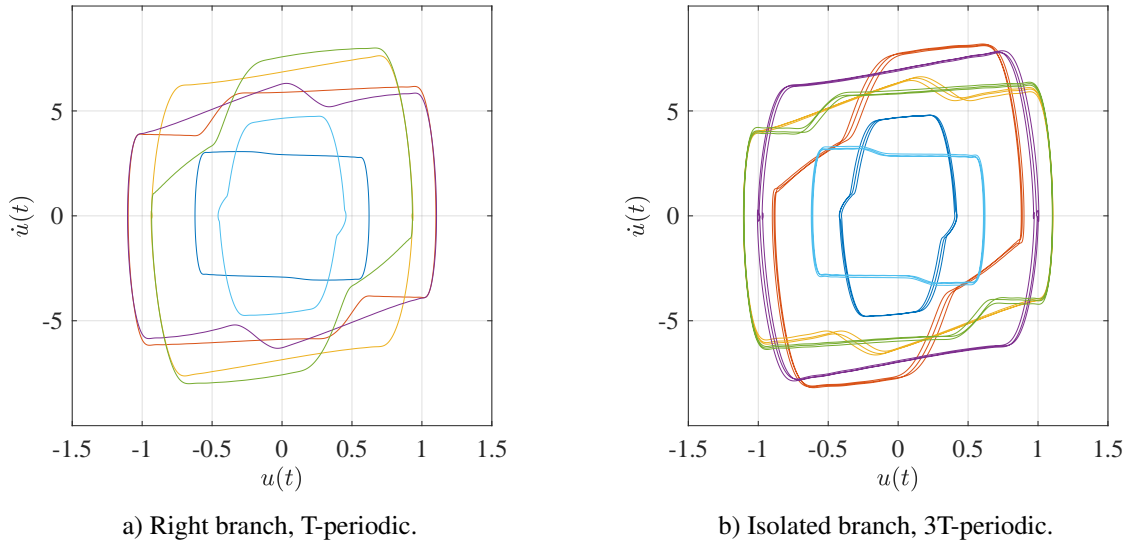 5
0
-5
u̇(t)
-1.5 -1 -0.5 0 0.5 1 1.5
u(t)
a) Right branch, T-periodic.
5
0
-5
u̇(t)
-1.5 -1 -0.5 0 0.5 1 1.5
u(t)
b) Isolated branch, 3T-periodic.